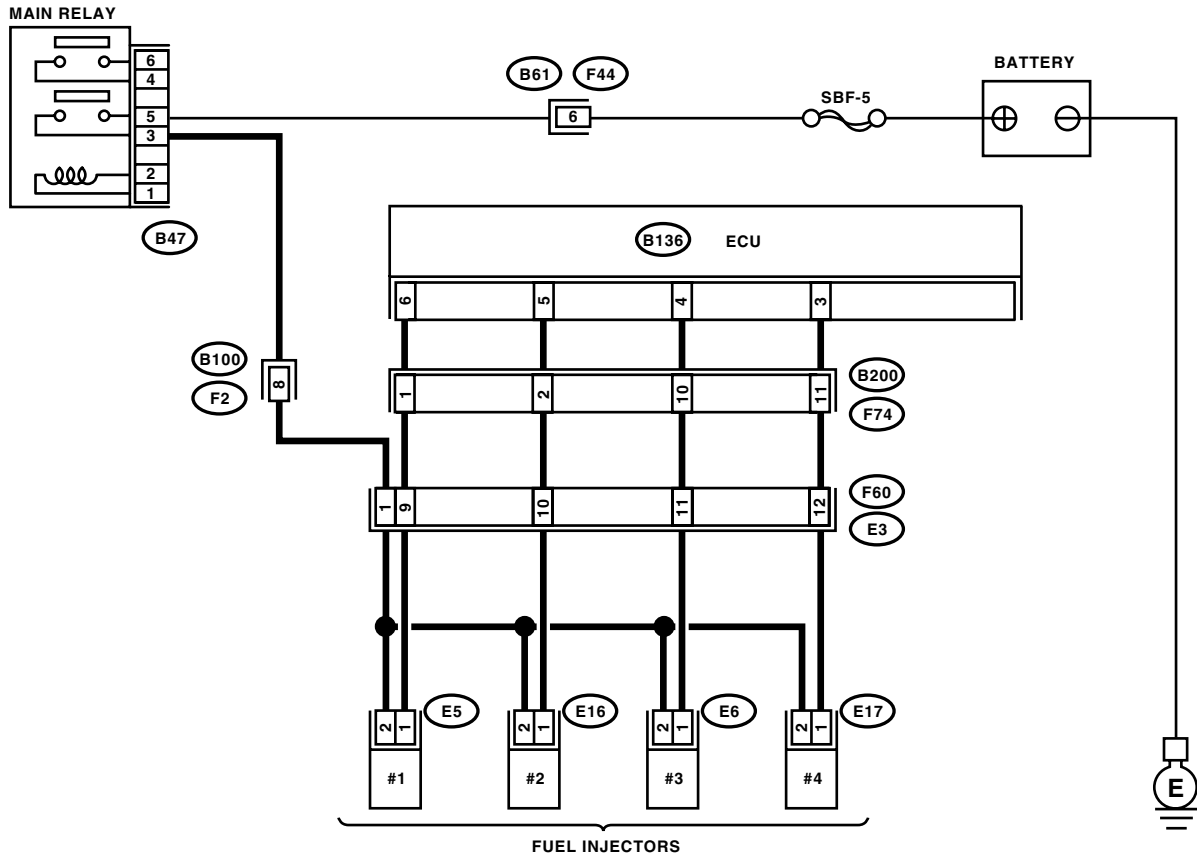 MAIN RELAY
6
4
5
3
2
1
B47
B61 F44
6
SBF-5
BATTERY
B136 ECU
6 5 4 3
B100
F2
8
1 2 10 11
B200
F74
1 9 10 11 12
F60
E3
2 1 E5
2 1 E16
2 1 E6
2 1 E17
#1 #2 #3 #4
E
FUEL INJECTORS